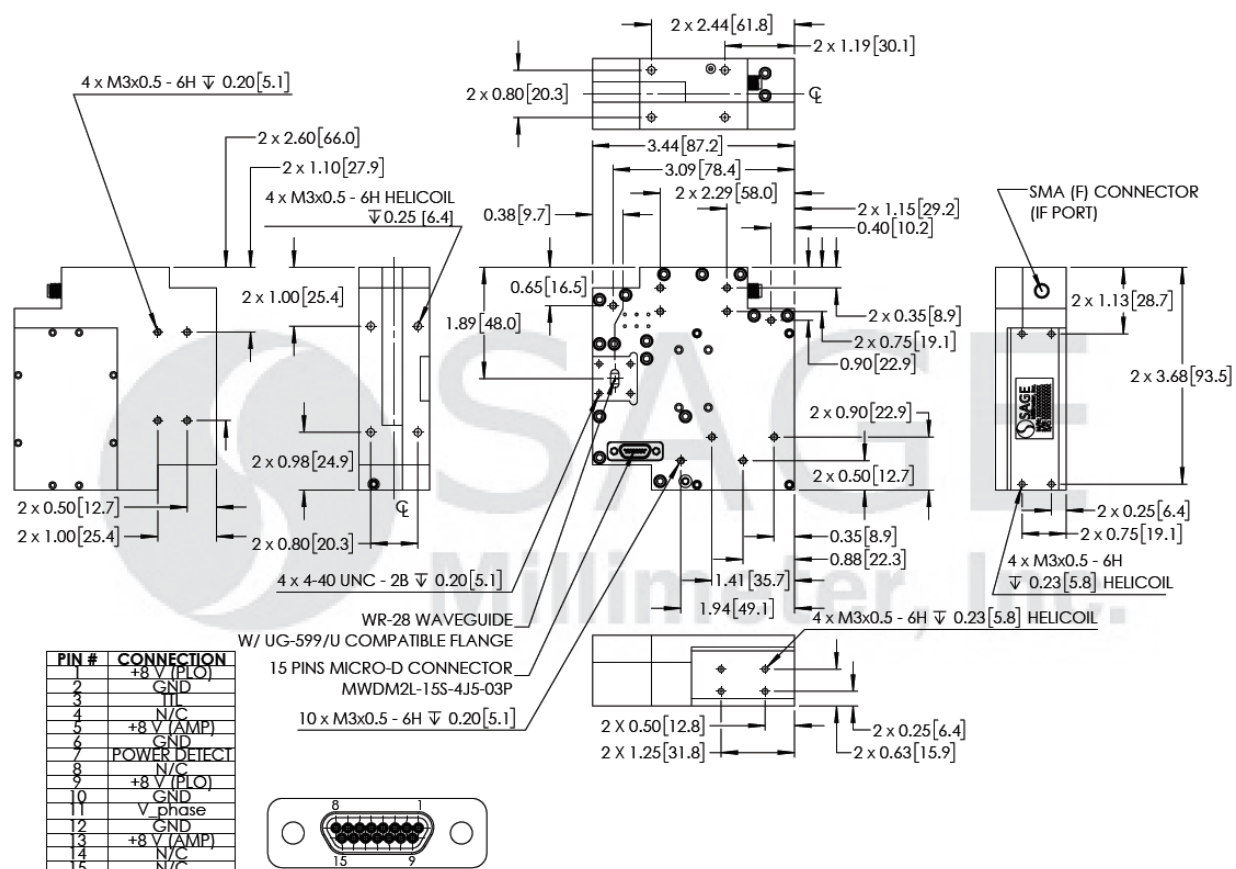 2 x 2.44[61.8]
2 x 1.19[30.1]
4 x M3x0.5 - 6H ↧ 0.20[5.1]
2 x 0.80[20.3]
℄
2 x 2.60[66.0]
3.44[87.2]
2 x 1.10[27.9]
3.09[78.4]
4 x M3x0.5 - 6H HELICOIL
↧ 0.25 [6.4]
2 x 2.29[58.0]
SMA (F) CONNECTOR
(IF PORT)
0.38[9.7]
2 x 1.15[29.2]
0.40[10.2]
2 x 1.00[25.4]
0.65[16.5]
2 x 1.13[28.7]
1.89[48.0]
2 x 0.35[8.9]
2 x 0.75[19.1]
0.90[22.9]
2 x 3.68[93.5]
2 x 0.90[22.9]
SAGE
2 x 0.98[24.9]
2 x 0.50[12.7]
2 x 0.50[12.7]
℄
2 x 0.25[6.4]
2 x 1.00[25.4]
2 x 0.80[20.3]
0.35[8.9]
2 x 0.75[19.1]
0.88[22.3]
4 x 4-40 UNC - 2B ↧ 0.20[5.1]
1.41[35.7]
4 x M3x0.5 - 6H
↧ 0.23[5.8] HELICOIL
1.94[49.1]
WR-28 WAVEGUIDE
W/ UG-599/U COMPATIBLE FLANGE
4 x M3x0.5 - 6H ↧ 0.23[5.8] HELICOIL
15 PINS MICRO-D CONNECTOR
MWDM2L-15S-4J5-03P
10 x M3x0.5 - 6H ↧ 0.20[5.1]
2 X 0.50[12.8]
2 x 0.25[6.4]
2 X 1.25[31.8]
2 x 0.63[15.9]
PIN # CONNECTION
1 +8 V (PLO)
2 GND
3 TTL
4 N/C
5 +8 V (AMP)
6 GND
7 POWER DETECT
8 N/C
9 +8 V (PLO)
10 GND
11 V_phase
12 GND
13 +8 V (AMP)
14 N/C
15 N/C
8 1
15 9
SAGE
Millimeter, Inc.